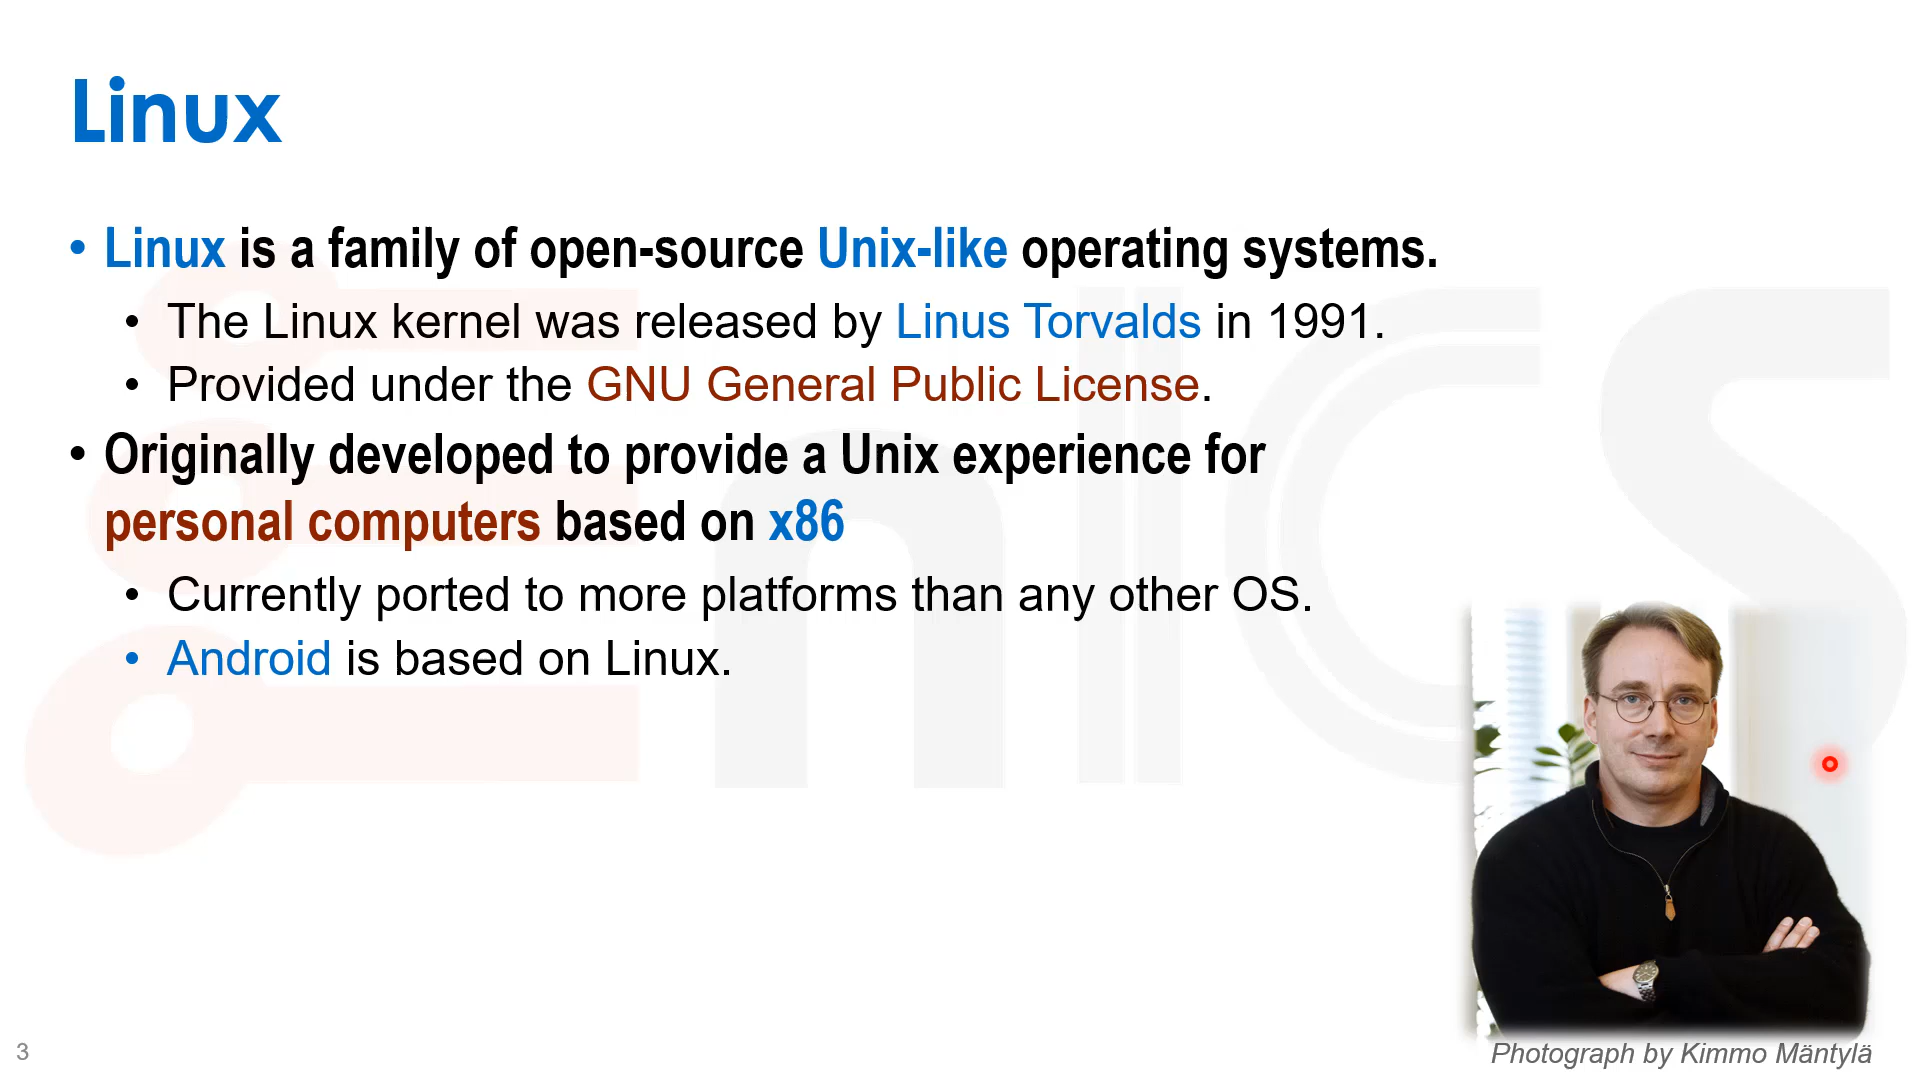 Linux
• Linux is a family of open-source Unix-like operating systems.
• The Linux kernel was released by Linus Torvalds in 1991.
• Provided under the GNU General Public License.
• Originally developed to provide a Unix experience for
personal computers based on x86
• Currently ported to more platforms than any other OS.
• Android is based on Linux.
3
Photograph by Kimmo Mäntylä